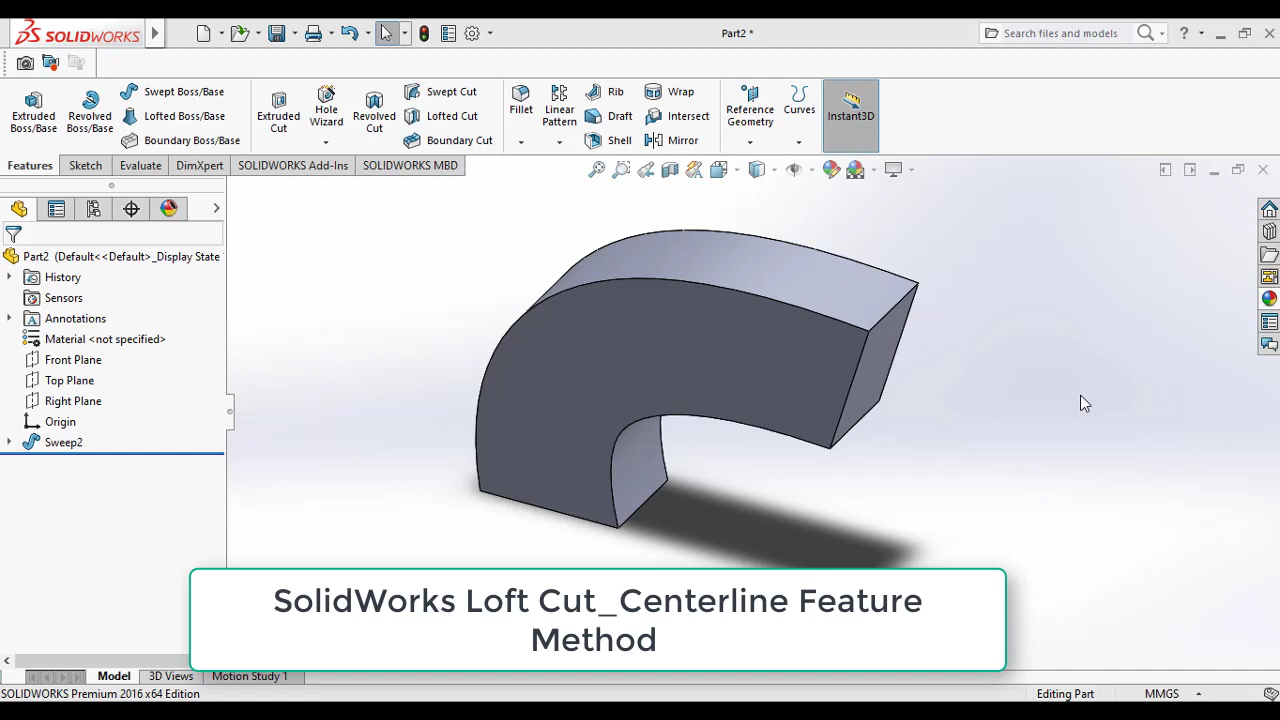 SOLIDWORKS
Part2 *
Search files and models
Extruded Boss/Base
Revolved Boss/Base
Swept Boss/Base
Lofted Boss/Base
Boundary Boss/Base
Extruded Cut
Hole Wizard
Revolved Cut
Swept Cut
Lofted Cut
Boundary Cut
Fillet
Linear Pattern
Rib
Draft
Shell
Wrap
Intersect
Mirror
Reference Geometry
Curves
Instant3D
Features
Sketch
Evaluate
DimXpert
SOLIDWORKS Add-Ins
SOLIDWORKS MBD
Part2 (Default<<Default>_Display State
History
Sensors
Annotations
Material <not specified>
Front Plane
Top Plane
Right Plane
Origin
Sweep2
SolidWorks Loft Cut_Centerline Feature
Method
Model
3D Views
Motion Study 1
SOLIDWORKS Premium 2016 x64 Edition
Editing Part
MMGS